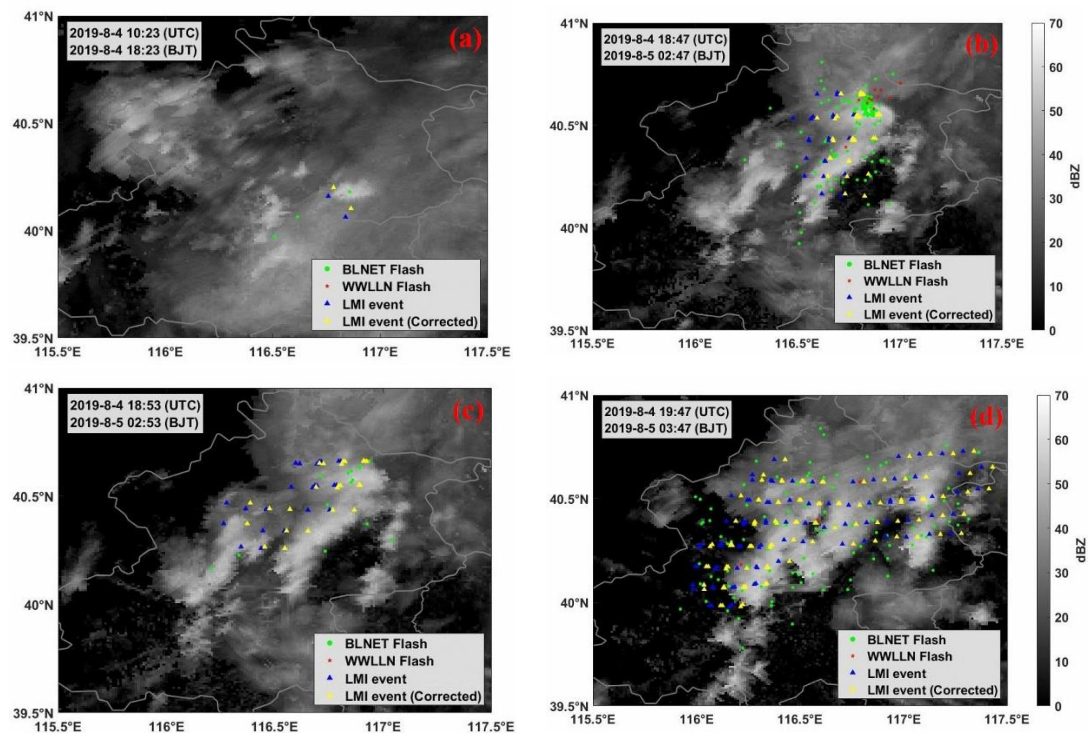 2019-8-4 10:23 (UTC)
2019-8-4 18:23 (BJT)
(a)
41°N
40.5°N
40°N
39.5°N
115.5°E
116°E
116.5°E
117°E
117.5°E
BLNET Flash
WWLLN Flash
LMI event
LMI event (Corrected)
2019-8-4 18:47 (UTC)
2019-8-5 02:47 (BJT)
(b)
41°N
40.5°N
40°N
39.5°N
115.5°E
116°E
116.5°E
117°E
117.5°E
BLNET Flash
WWLLN Flash
LMI event
LMI event (Corrected)
70
60
50
40
30
20
10
0
dBZ
2019-8-4 18:53 (UTC)
2019-8-5 02:53 (BJT)
(c)
41°N
40.5°N
40°N
39.5°N
115.5°E
116°E
116.5°E
117°E
117.5°E
BLNET Flash
WWLLN Flash
LMI event
LMI event (Corrected)
2019-8-4 19:47 (UTC)
2019-8-5 03:47 (BJT)
(d)
41°N
40.5°N
40°N
39.5°N
115.5°E
116°E
116.5°E
117°E
117.5°E
BLNET Flash
WWLLN Flash
LMI event
LMI event (Corrected)
70
60
50
40
30
20
10
0
dBZ